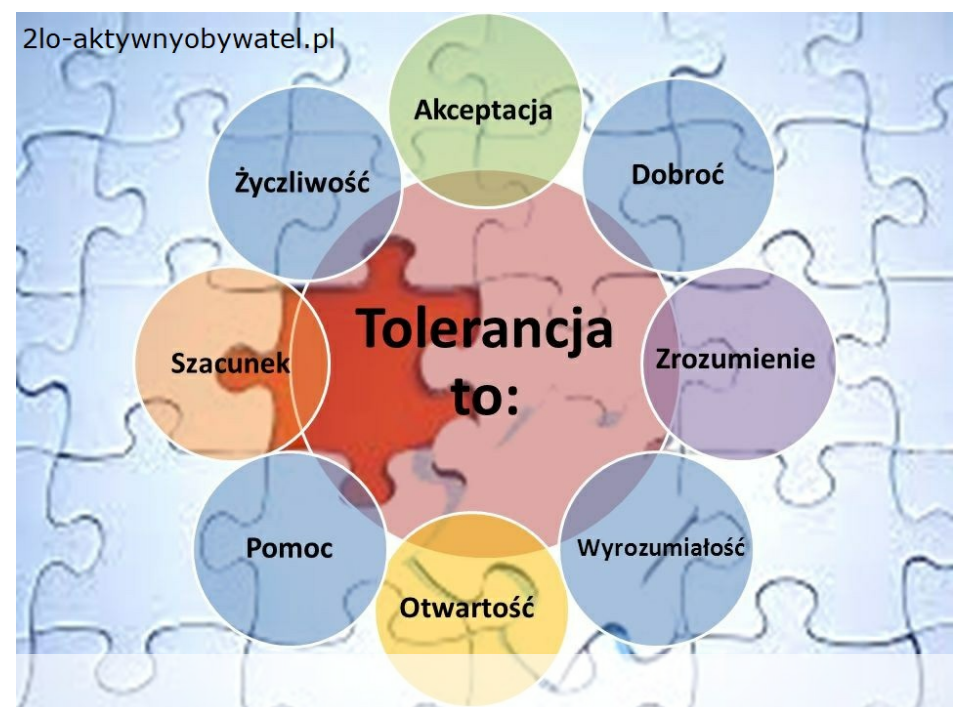 2lo-aktywnyobywatel.pl
Akceptacja
Dobroć
Życzliwość
Tolerancja
to:
Zrozumienie
Szacunek
Wyrozumiałość
Pomoc
Otwartość